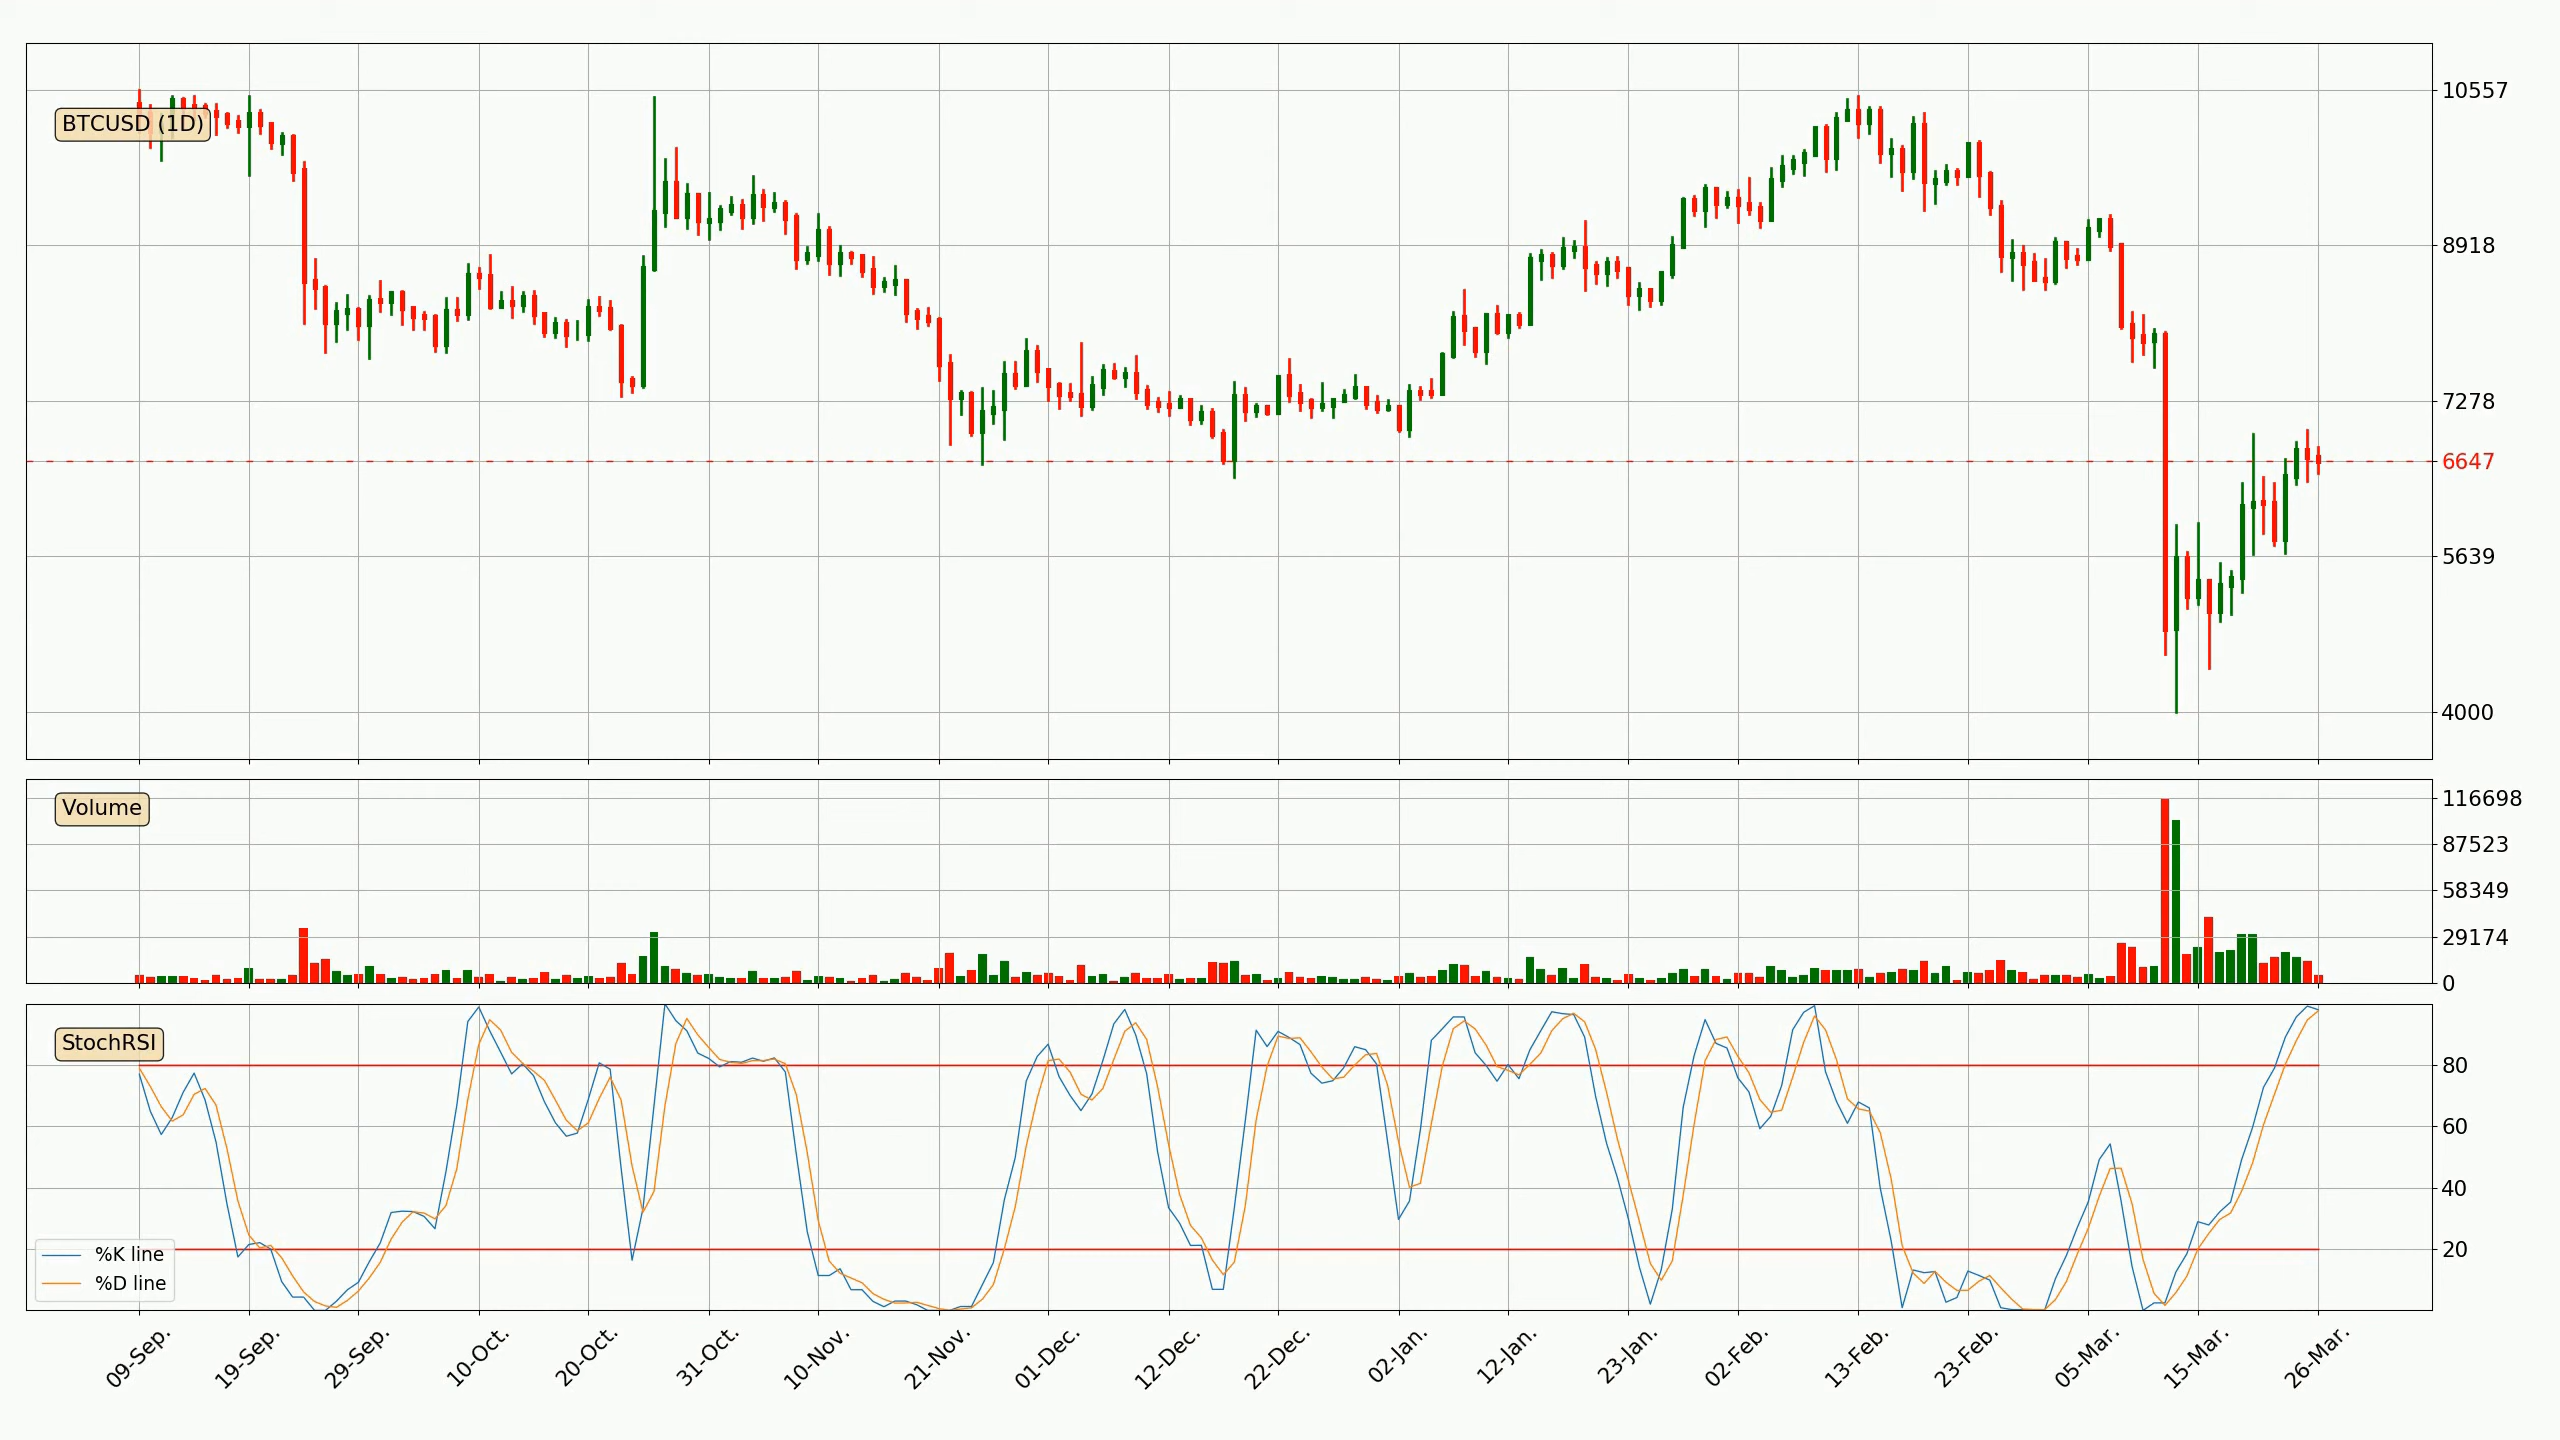 BTCUSD (1D)
10557
8918
7278
6647
5639
4000
Volume
116698
87523
58349
29174
0
StochRSI
80
60
40
20
%K line
%D line
09-Sep.
19-Sep.
29-Sep.
10-Oct.
20-Oct.
31-Oct.
10-Nov.
21-Nov.
01-Dec.
12-Dec.
22-Dec.
02-Jan.
12-Jan.
23-Jan.
02-Feb.
13-Feb.
23-Feb.
05-Mar.
15-Mar.
26-Mar.